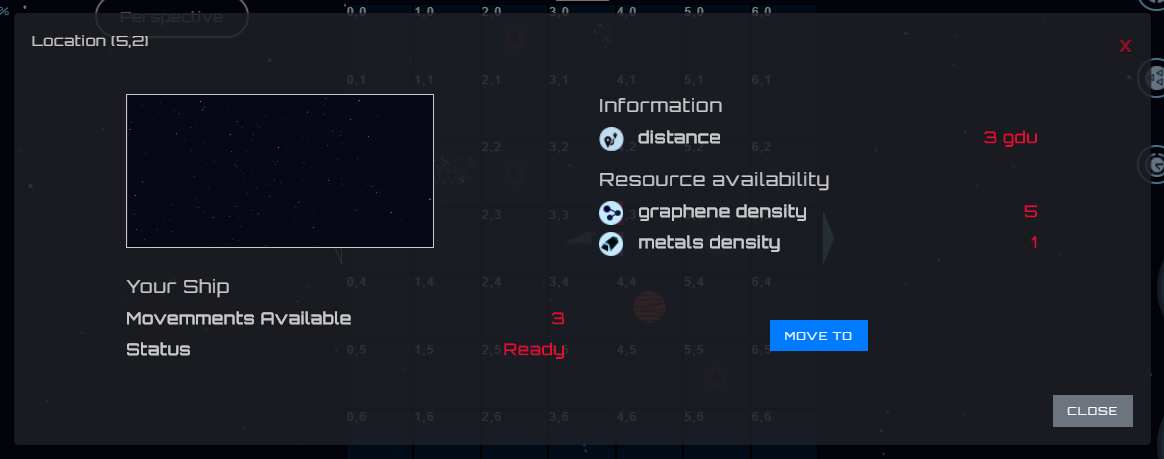 %
Perspective
0,0 1,0 2,0 3,0 4,0 5,0 6,0
Location (5,2)
X
0,1 1,1 2,1 3,1 4,1 5,1 6,1
Information
distance 3 gdu
2,2 3,2 5,2 6,2
Resource availability
graphene density 5
2,3 3,3
metals density 1
0,4 1,4 2,4 3,4 4,4 5,4 6,4
Your Ship
Movemments Available 3
MOVE TO
Status Ready
0,5 1,5 2,5 4,5 5,5 6,5
CLOSE
0,6 1,6 2,6 3,6 4,6 5,6 6,6